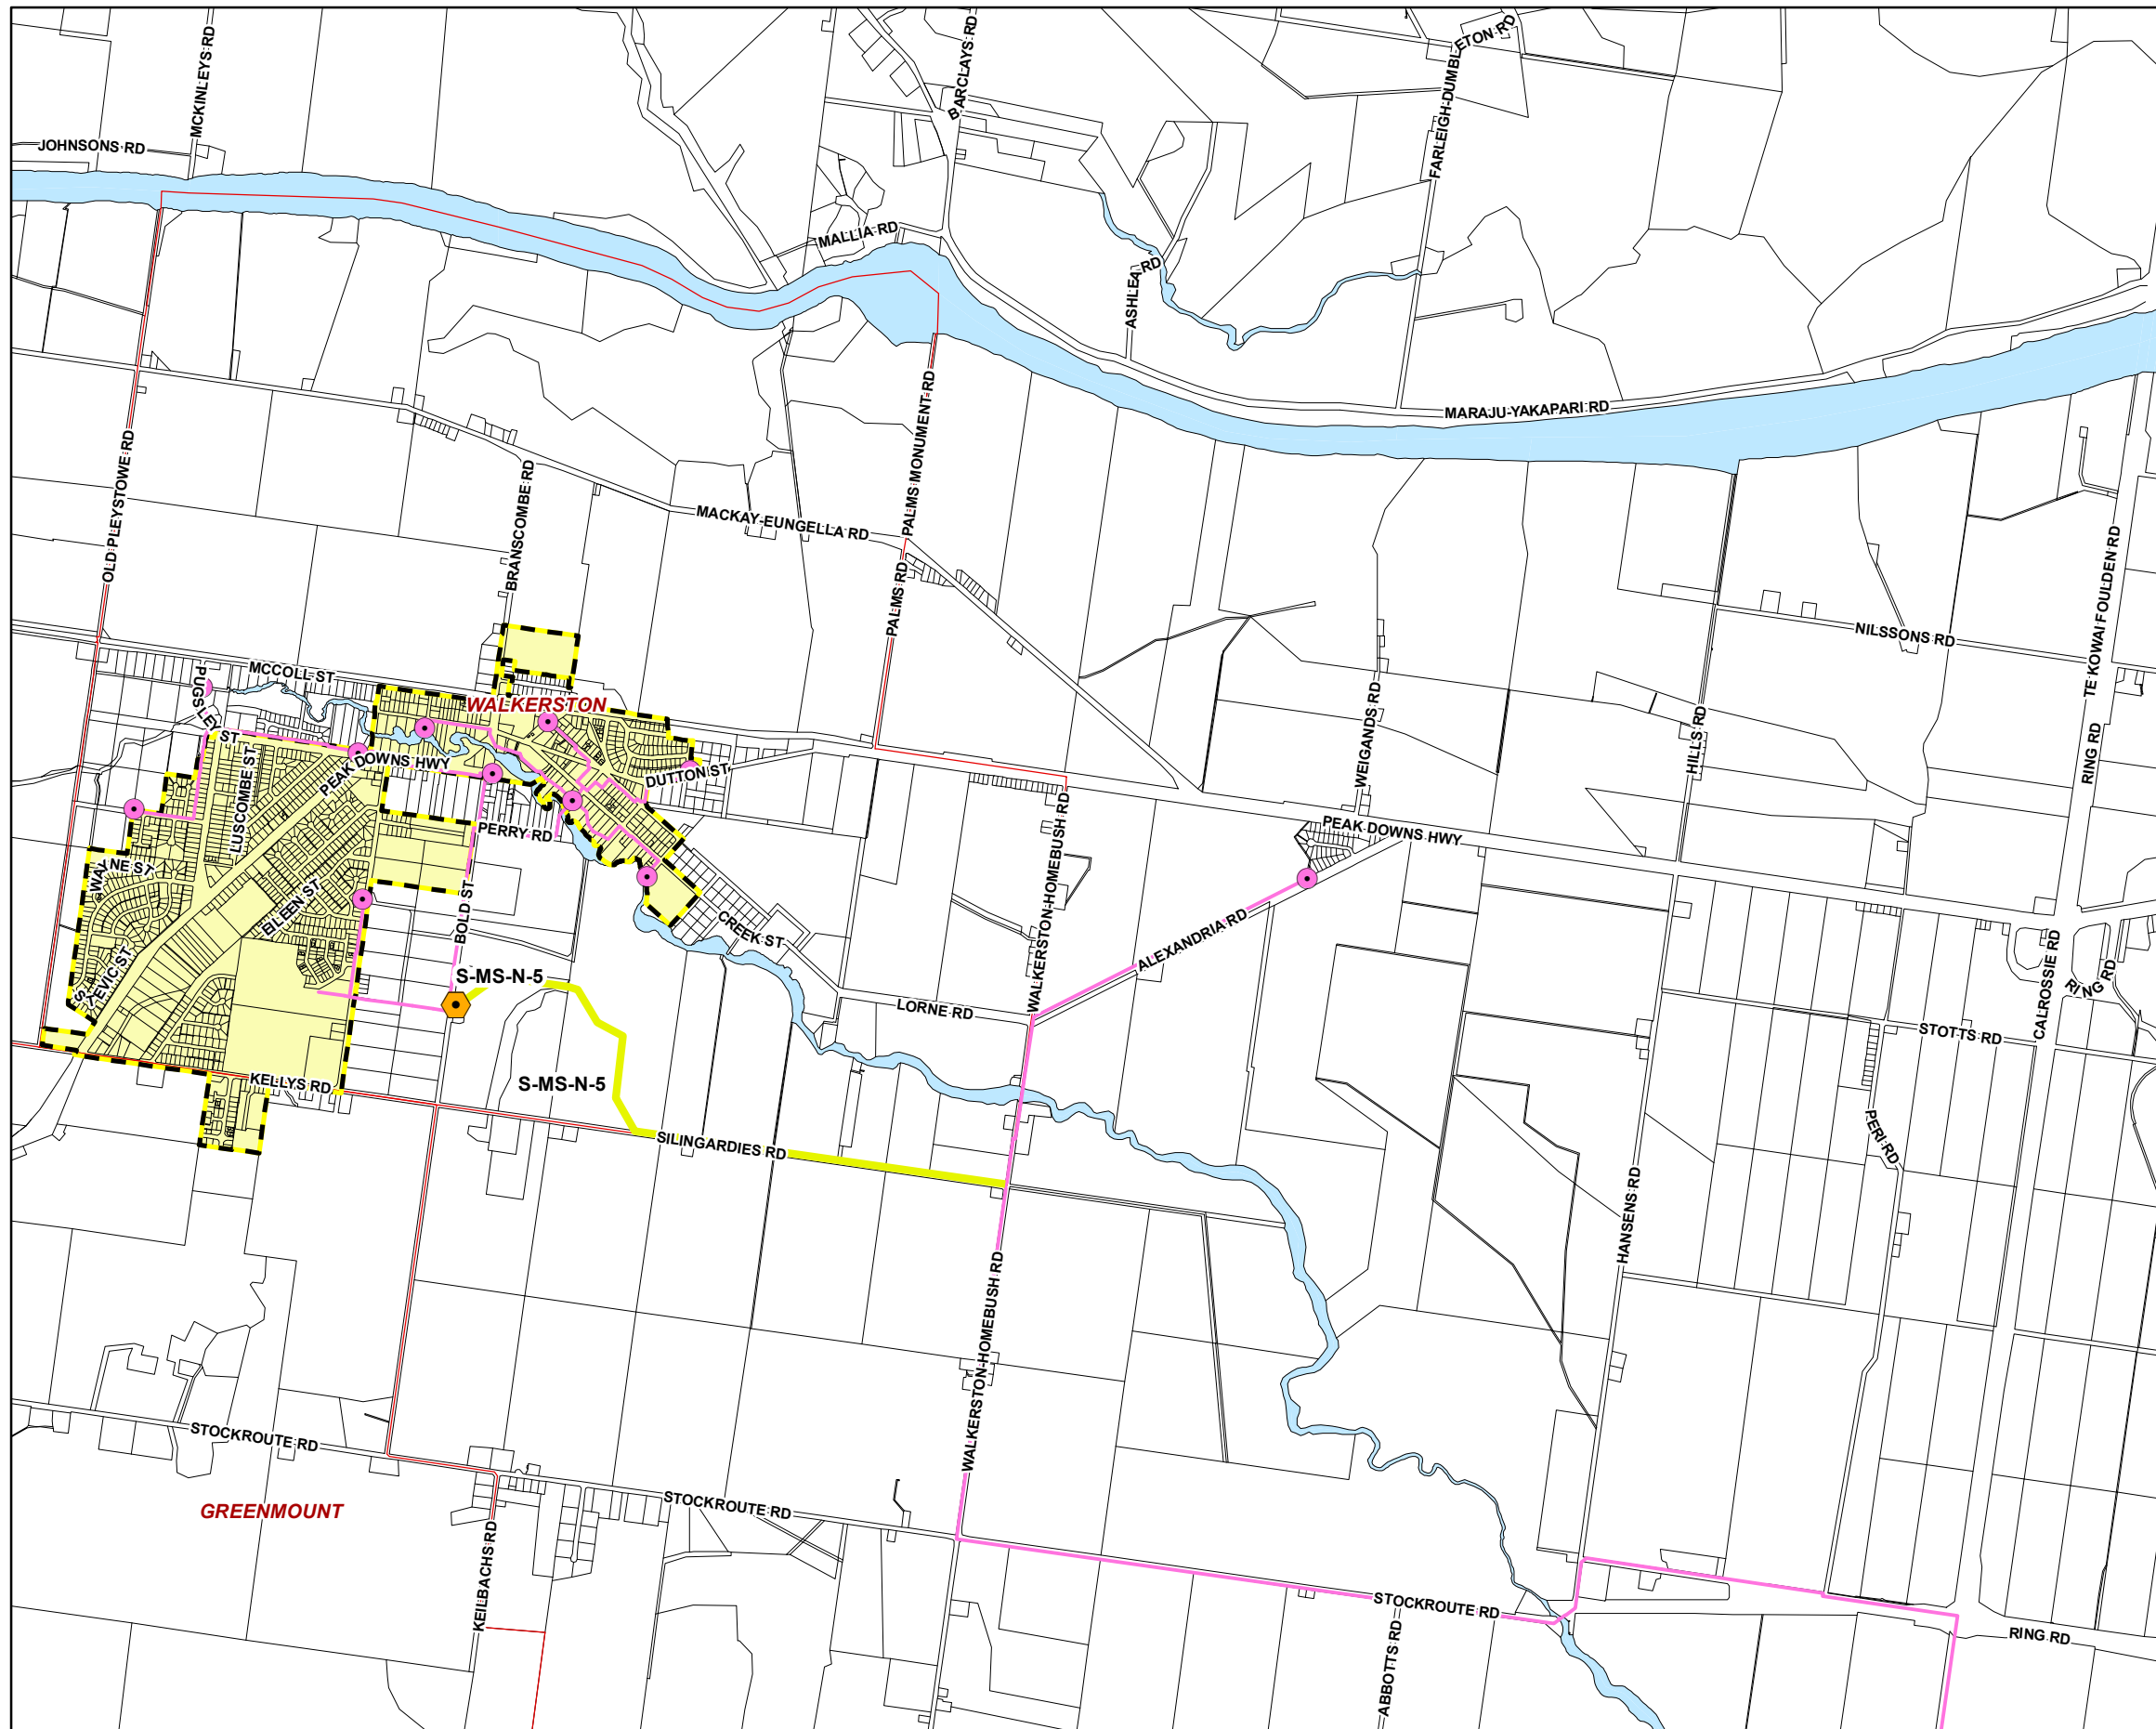 MCKINLEYS RD
BARCLAYS RD
FARLEIGH-DUMBLETON RD
JOHNSONS RD
MALLIA RD
ASHLEA RD
MARAJU-YAKAPARI RD
PALMS MONUMENT RD
OLD PLEYSTOWE RD
BRANSCOMBE RD
MACKAY-EUNGELLA RD
PALMS RD
TE KOWAI FOULDEN RD
NILSSONS RD
MCCOLL ST
PUGSLEY ST
WALKERSTON
WEIGANDS RD
HILLS RD
RING RD
LUSCOMBE ST
PEAK DOWNS HWY
DUTTON ST
PERRY RD
WALKERSTON-HOMEBUSH RD
PEAK DOWNS HWY
WAYNE ST
EILEEN ST
BOLD ST
CREEK ST
ALEXANDRIA RD
CALROSSIE RD
RING RD
S-MS-N-5
LORNE RD
STOTTS RD
KELLYS RD
S-MS-N-5
SILINGARDIES RD
PERI RD
HANSENS RD
WALKERSTON-HOMEBUSH RD
STOCKROUTE RD
GREENMOUNT
STOCKROUTE RD
KEILBACHS RD
STOCKROUTE RD
ABBOTTS RD
RING RD